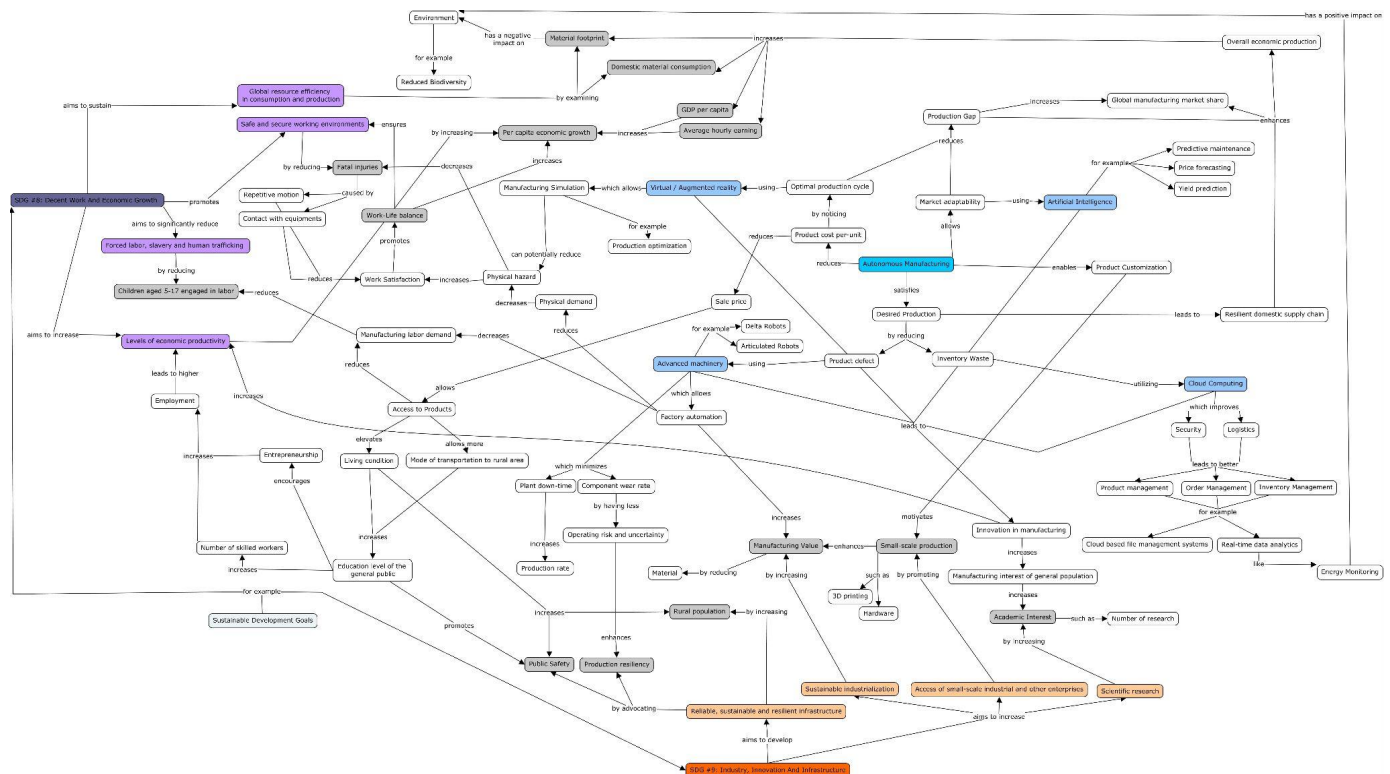 Environment
has a positive impact on
has a negative
impact on
Material footprint
increases
Overall economic production
for example
Domestic material consumption
Reduced Biodiversity
Global resource efficiency
in consumption and production
by examining
aims to sustain
GDP per capita
increases
Global manufacturing market share
Production Gap
enhances
Safe and secure working environments
ensures
by increasing
Per capita economic growth
increases
Average hourly earning
reduces
Predictive maintenance
for example
Price forecasting
by reducing
Fatal injuries
decreases
increases
Yield prediction
SDG #8: Decent Work And Economic Growth
promotes
Repetitive motion
caused by
Manufacturing Simulation
which allows
Virtual / Augmented reality
using
Optimal production cycle
Market adaptability
using
Artificial Intelligence
Contact with equipments
Work-Life balance
by noticing
for example
allows
aims to significantly reduce
Product cost per-unit
reduces
Forced labor, slavery and human trafficking
promotes
Production optimization
can potentially reduce
reduces
Autonomous Manufacturing
enables
Product Customization
by reducing
reduces
Work Satisfaction
increases
Physical hazard
satisfies
Children aged 5-17 engaged in labor
reduces
decreases
Physical demand
Sale price
Desired Production
leads to
Resilient domestic supply chain
aims to increase
Levels of economic productivity
Manufacturing labor demand
decreases
reduces
for example
Delta Robots
Articulated Robots
by reducing
reduces
Advanced machinery
using
Product defect
Inventory Waste
leads to higher
allows
which allows
utilizing
Cloud Computing
Employment
increases
Access to Products
Factory automation
leads to
which improves
Security
Logistics
elevates
allows more
increases
Entrepreneurship
Living condition
Mode of transportation to rural area
which minimizes
leads to better
encourages
Plant down-time
Component wear rate
Product management
Order Management
Inventory Management
by having less
for example
increases
motivates
Innovation in manufacturing
Operating risk and uncertainty
increases
increases
Number of skilled workers
increases
Manufacturing Value
enhances
Small-scale production
increases
Cloud based file management systems
Real-time data analytics
Education level of the
general public
Production rate
Material
by reducing
by increasing
such as
by promoting
Manufacturing interest of general population
like
Energy Monitoring
increases
for example
3D printing
increases
Sustainable Development Goals
increases
Rural population
by increasing
Hardware
Academic Interest
such as
Number of research
promotes
enhances
by increasing
Public Safety
Production resiliency
Sustainable industrialization
Access of small-scale industrial and other enterprises
Scientific research
by advocating
Reliable, sustainable and resilient infrastructure
aims to increase
aims to develop
SDG #9: Industry, Innovation And Infrastructure